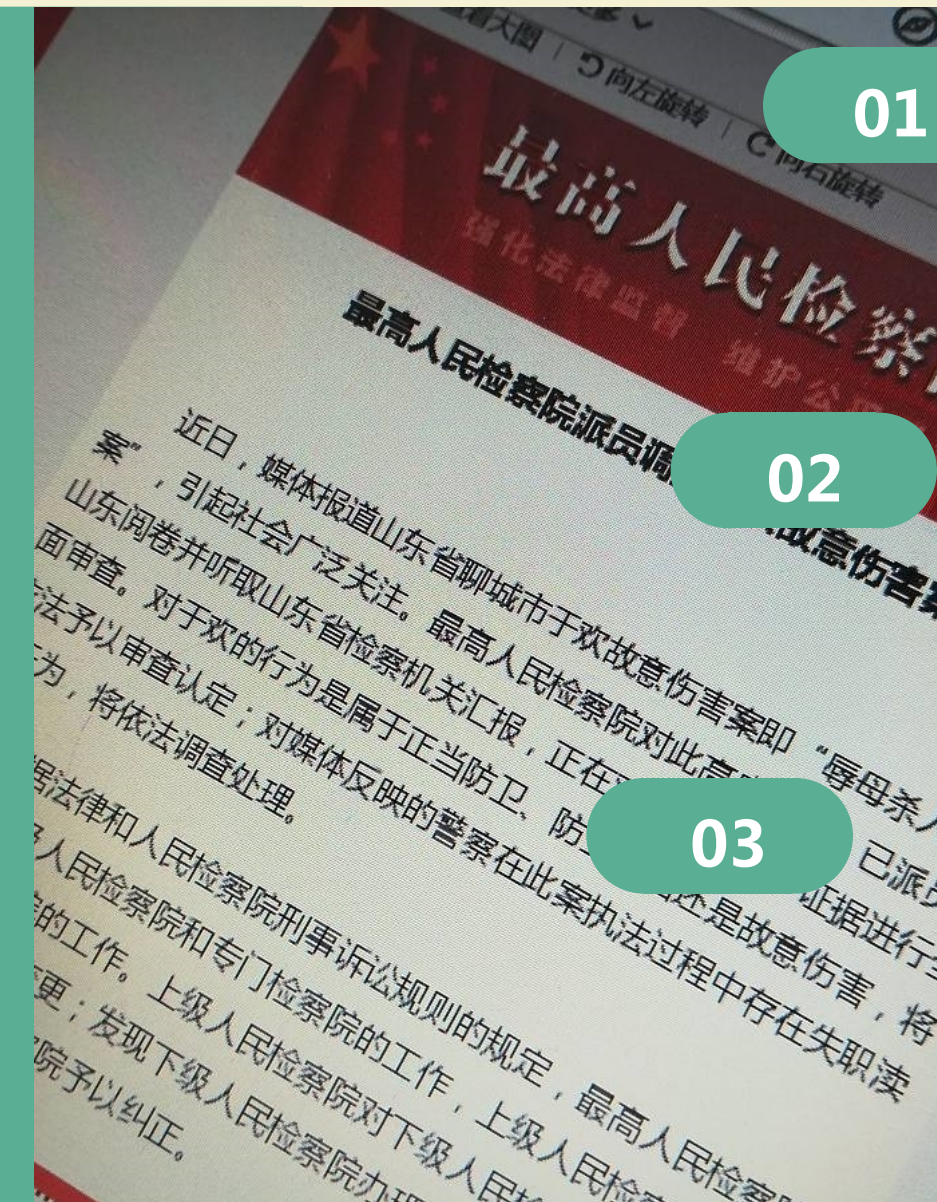 看大图 | 向左旋转 | 向右旋转
01
最高人民检察
强化法律监督 维护公
最高人民检察院派员调
故意伤害案
02
近日，媒体报道山东省聊城市于欢故意伤害案即“辱母杀人
案”，引起社会广泛关注。最高人民检察院对此高
已派员
山东阅卷并听取山东省检察机关汇报，正在
证据进行全
面审查。对于欢的行为是属于正当防卫、防
还是故意伤害，将
法予以审查认定；对媒体反映的警察在此案执法过程中存在失职渎
为，将依法调查处理。
03
据法律和人民检察院刑事诉讼规则的规定，最高人民检察院
级人民检察院和专门检察院的工作，上级人民检察
的工作。上级人民检察院对下级人民检
更；发现下级人民检察院办理
院予以纠正。